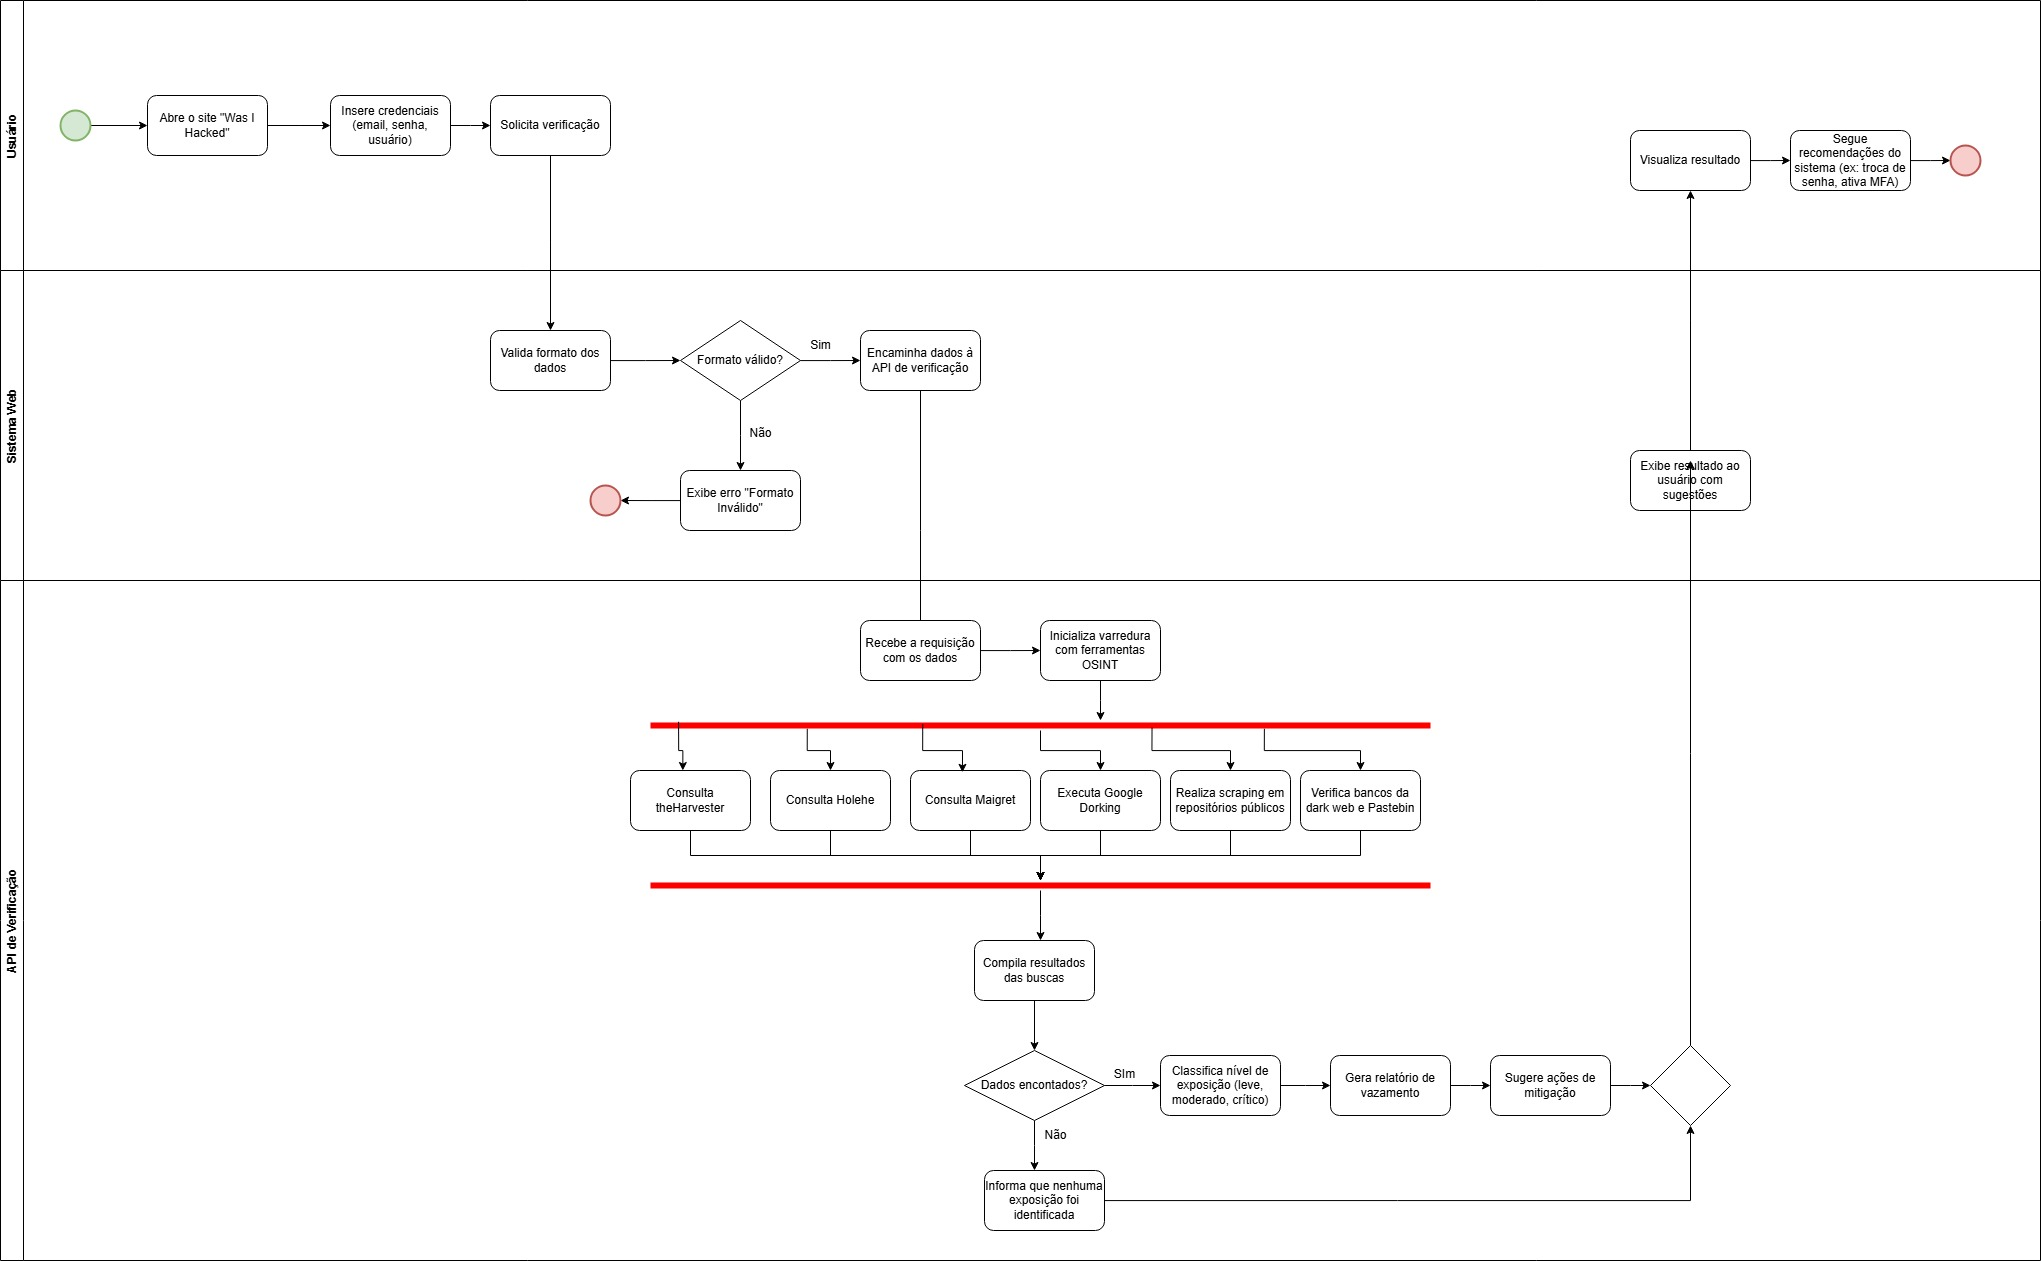 Usuário
Abre o site "Was I
Hacked"
Insere credenciais
(email, senha,
usuário)
Solicita verificação
Visualiza resultado
Segue
recomendações do
sistema (ex: troca de
senha, ativa MFA)
Sistema Web
Valida formato dos
dados
Formato válido?
Sim
Encaminha dados à
API de verificação
Não
Exibe erro "Formato
Inválido"
Exibe resultado ao
usuário com
sugestões
API de Verificação
Recebe a requisição
com os dados
Inicializa varredura
com ferramentas
OSINT
Consulta
theHarvester
Consulta Holehe
Consulta Maigret
Executa Google
Dorking
Realiza scraping em
repositórios públicos
Verifica bancos da
dark web e Pastebin
Compila resultados
das buscas
Dados encontados?
SIm
Classifica nível de
exposição (leve,
moderado, crítico)
Gera relatório de
vazamento
Sugere ações de
mitigação
Não
Informa que nenhuma
exposição foi
identificada